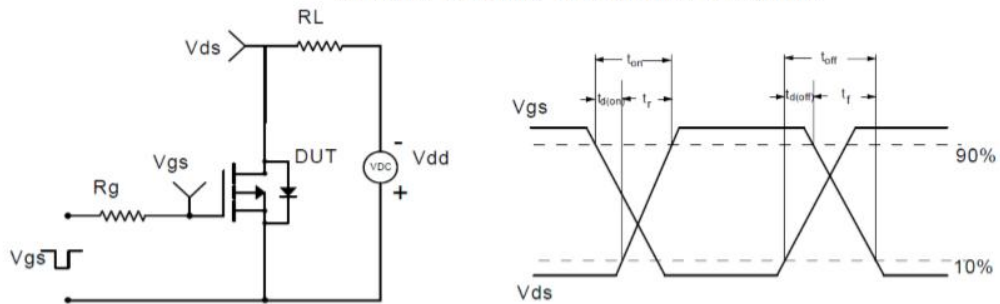 RL
Vds
Vgs
DUT
-
VDC
Vdd
+
Rg
Vgs
ton
toff
td(on)
tr
td(off)
tf
Vgs
90%
10%
Vds